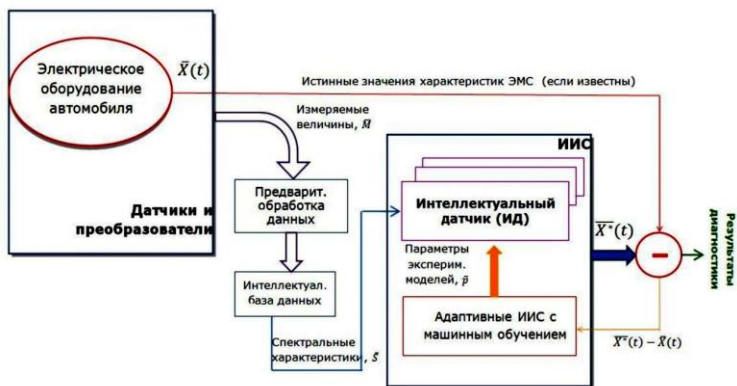 Электрическое
оборудование
автомобиля
X̄(t)
Истинные значения характеристик ЭМС (если известны)
Измеряемые
величины, M̄
Датчики и
преобразователи
Предварит.
обработка
данных
Интеллектуал.
база данных
Спектральные
характеристики, S̄
ИИС
Интеллектуальный
датчик (ИД)
Параметры
эксперим.
моделей, p̄
Адаптивные ИИС с
машинным обучением
X̄*(t)
−
X̄*(t) − X̄(t)
Результаты
диагностики